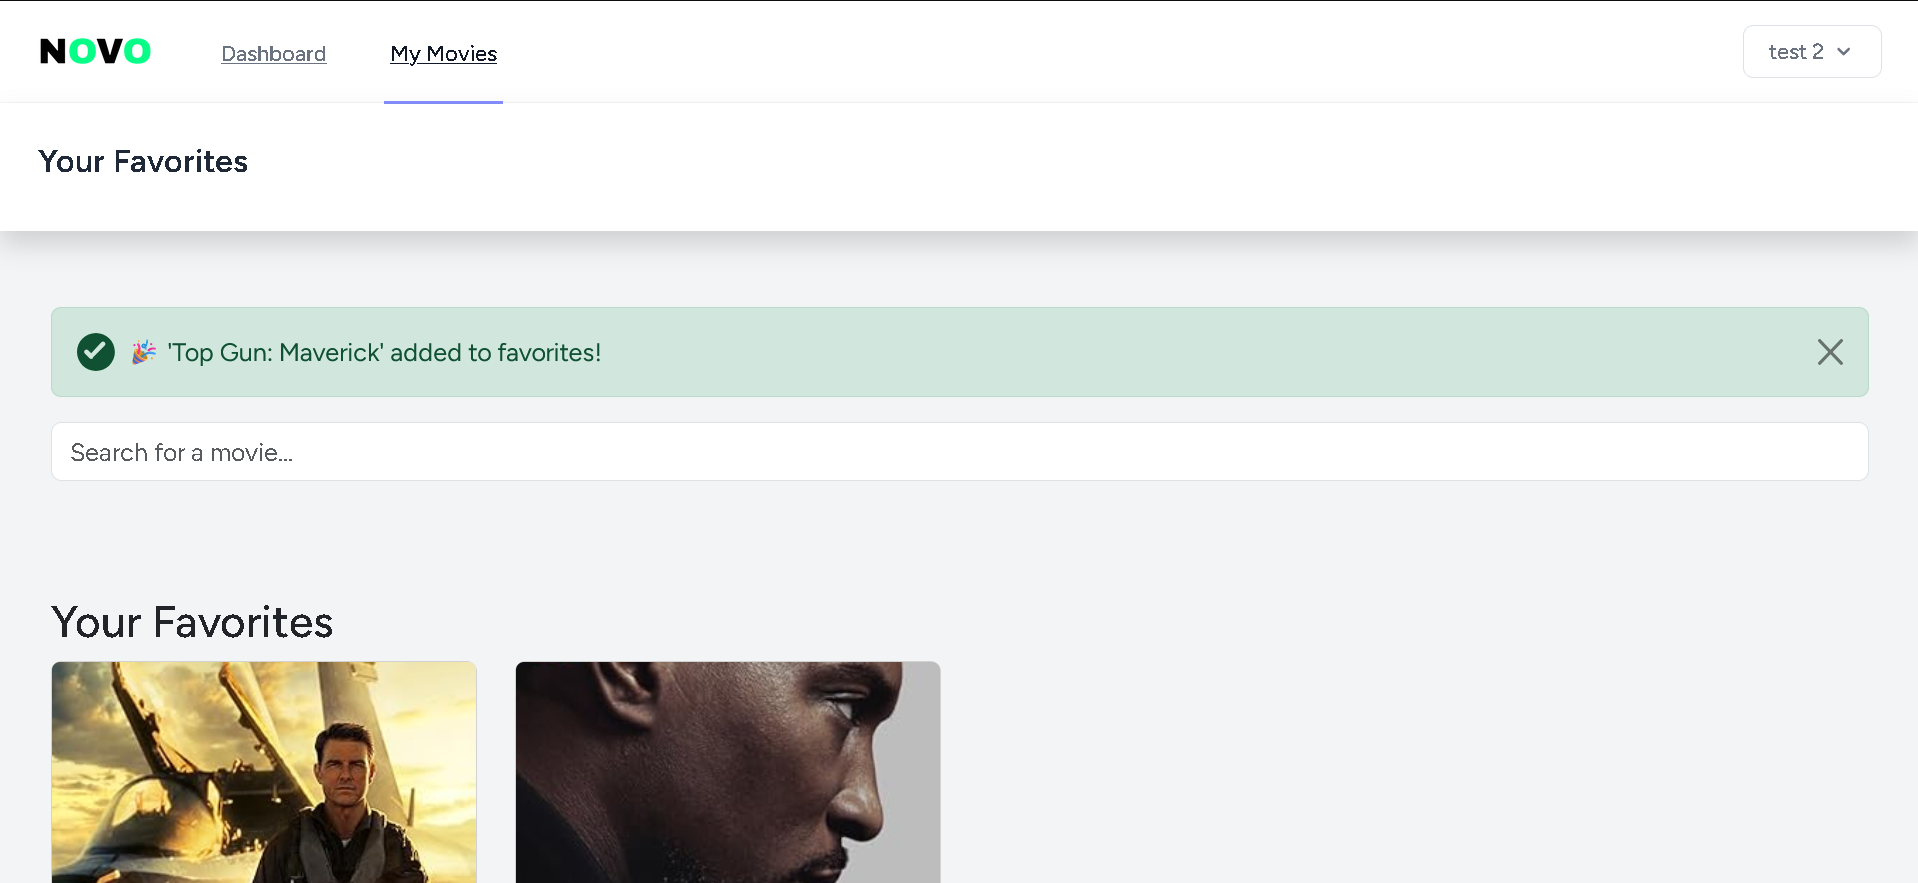 NOVO
Dashboard
My Movies
test 2
Your Favorites
🎉 'Top Gun: Maverick' added to favorites!
Search for a movie...
Your Favorites